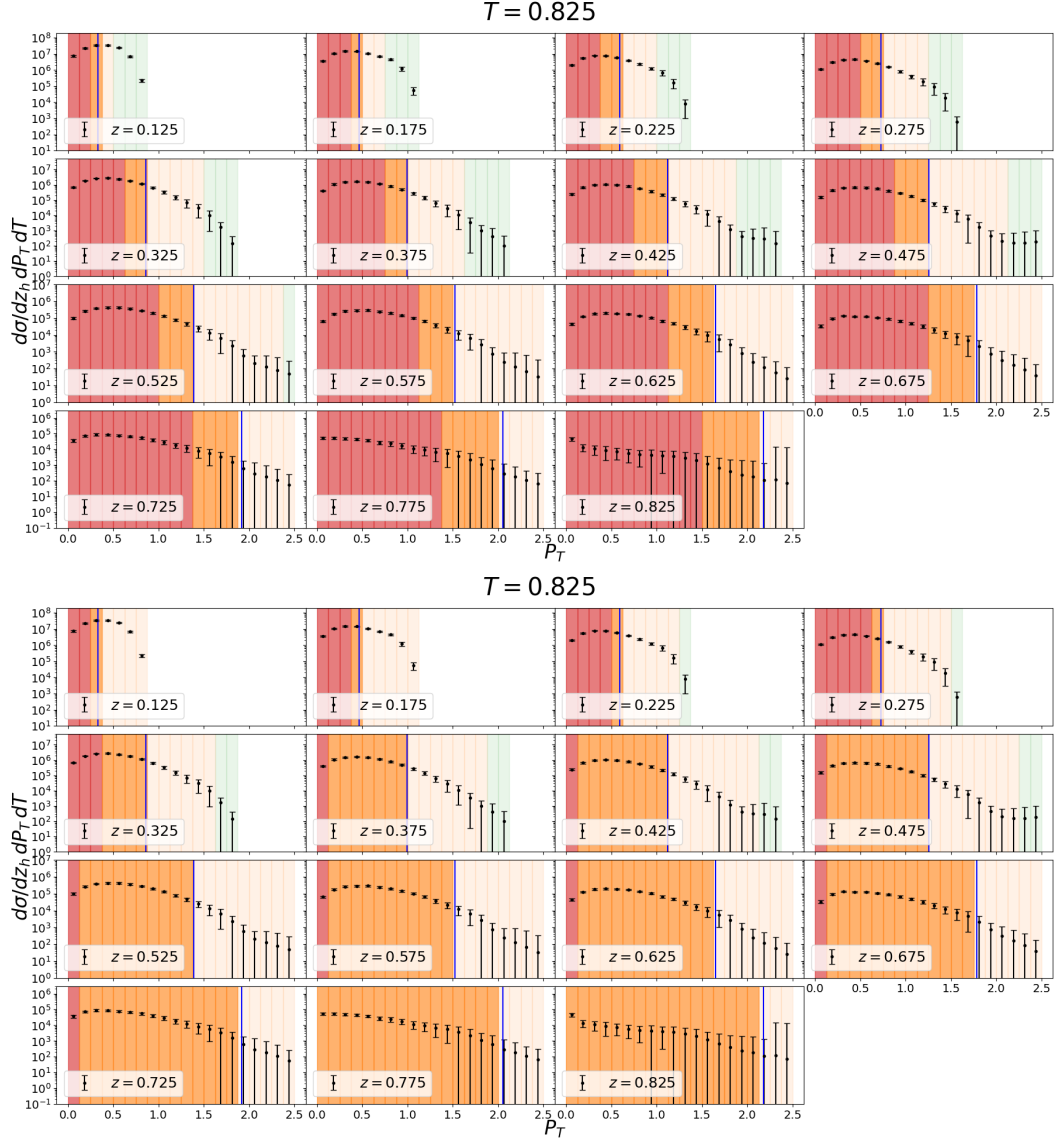 T = 0.825
10⁸
10⁷
10⁶
10⁵
10⁴
10³
10²
10¹
z = 0.125
z = 0.175
z = 0.225
z = 0.275
10⁷
10⁶
10⁵
10⁴
10³
10²
10¹
10⁰
z = 0.325
z = 0.375
z = 0.425
z = 0.475
dσ/dz_h dP_T dT
10⁷
10⁶
10⁵
10⁴
10³
10²
10¹
10⁰
z = 0.525
z = 0.575
z = 0.625
z = 0.675
0.0 0.5 1.0 1.5 2.0 2.5
10⁶
10⁵
10⁴
10³
10²
10¹
10⁰
10⁻¹
z = 0.725
z = 0.775
z = 0.825
0.0 0.5 1.0 1.5 2.0 2.5 0.0 0.5 1.0 1.5 2.0 2.5 0.0 0.5 1.0 1.5 2.0 2.5
P_T
T = 0.825
10⁸
10⁷
10⁶
10⁵
10⁴
10³
10²
10¹
z = 0.125
z = 0.175
z = 0.225
z = 0.275
10⁷
10⁶
10⁵
10⁴
10³
10²
10¹
10⁰
z = 0.325
z = 0.375
z = 0.425
z = 0.475
dσ/dz_h dP_T dT
10⁷
10⁶
10⁵
10⁴
10³
10²
10¹
10⁰
z = 0.525
z = 0.575
z = 0.625
z = 0.675
0.0 0.5 1.0 1.5 2.0 2.5
10⁶
10⁵
10⁴
10³
10²
10¹
10⁰
10⁻¹
z = 0.725
z = 0.775
z = 0.825
0.0 0.5 1.0 1.5 2.0 2.5 0.0 0.5 1.0 1.5 2.0 2.5 0.0 0.5 1.0 1.5 2.0 2.5
P_T